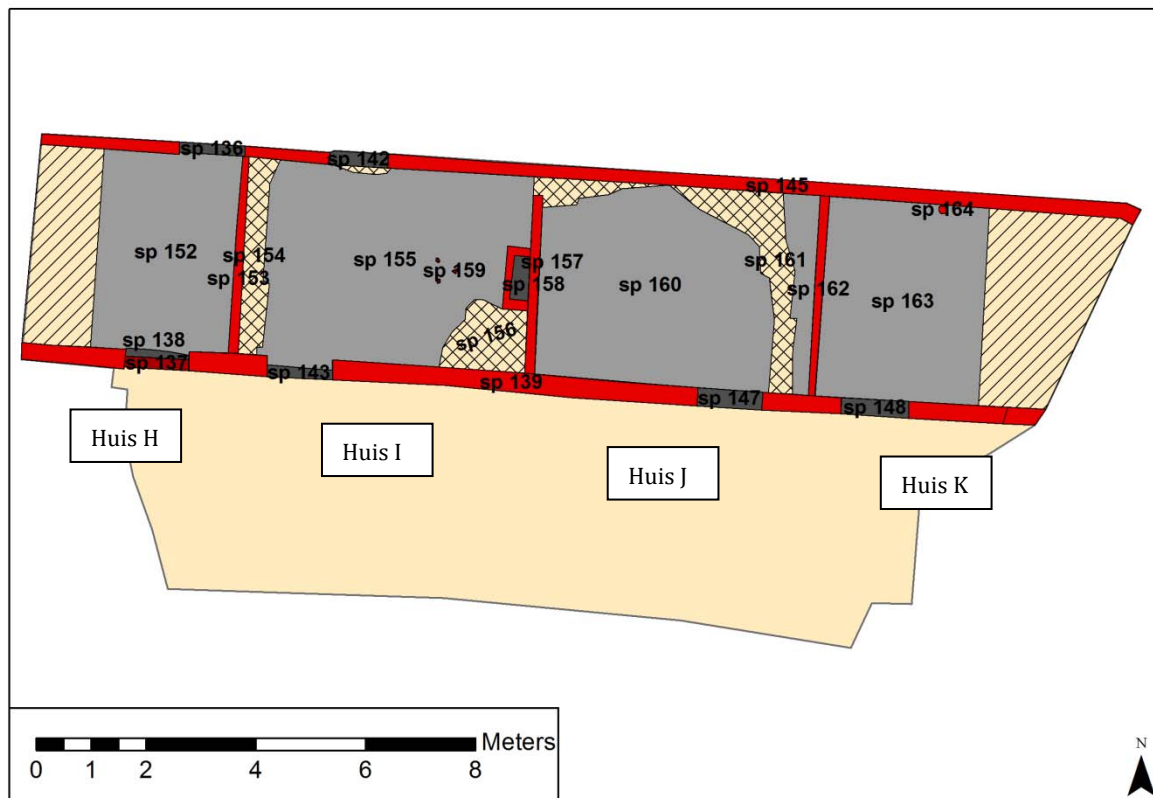 sp 136
sp 142
sp 145
sp 164
sp 152
sp 154
sp 155
sp 159
sp 157
sp 161
sp 153
sp 158
sp 160
sp 162
sp 163
sp 138
sp 156
sp 137
sp 143
sp 139
sp 147
sp 148
Huis H
Huis I
Huis J
Huis K
Meters
0 1 2 4 6 8
N